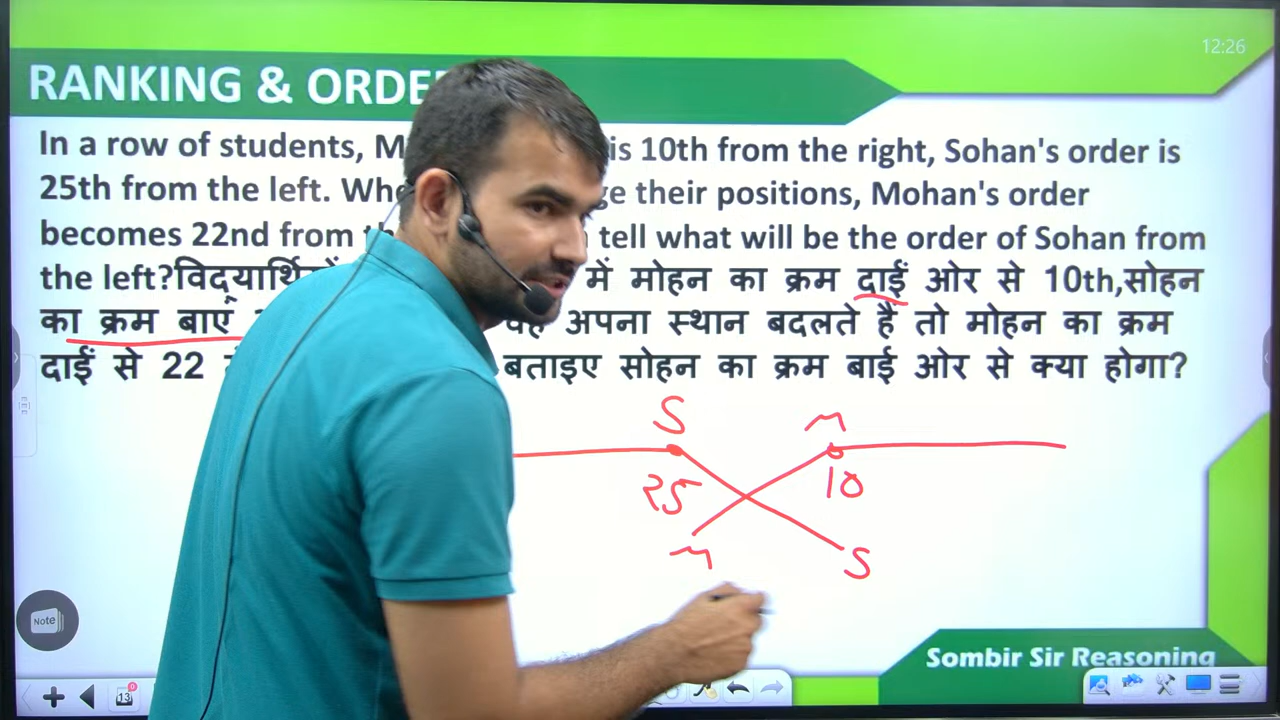 12:26
RANKING & ORDE
In a row of students, M is 10th from the right, Sohan's order is
25th from the left. Whe ge their positions, Mohan's order
becomes 22nd from tell what will be the order of Sohan from
the left?विद्यार्थियों में मोहन का क्रम दाईं ओर से 10th,सोहन
का क्रम बाएं वह अपना स्थान बदलते हैं तो मोहन का क्रम
दाईं से 22 बताइए सोहन का क्रम बाई ओर से क्या होगा?
S M
25 10
M S
Note
Sombir Sir Reasoning
13